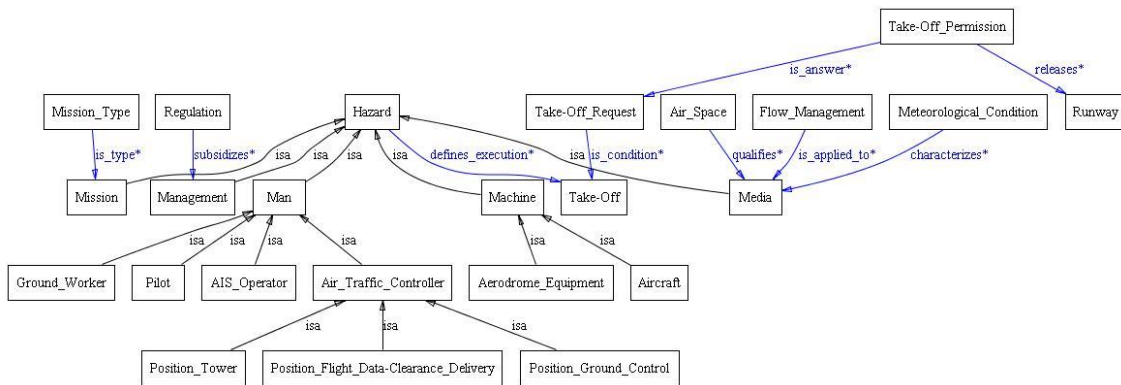 Take-Off_Permission
is_answer*
releases*
Mission_Type
Regulation
Hazard
Take-Off_Request
Air_Space
Flow_Management
Meteorological_Condition
Runway
is_type*
subsidizes*
isa
isa
isa
isa
defines_execution*
is_condition*
isa
qualifies*
is_applied_to*
characterizes*
Mission
Management
Man
Machine
Take-Off
Media
isa
isa
isa
isa
isa
isa
Ground_Worker
Pilot
AIS_Operator
Air_Traffic_Controller
Aerodrome_Equipment
Aircraft
isa
isa
isa
Position_Tower
Position_Flight_Data-Clearance_Delivery
Position_Ground_Control